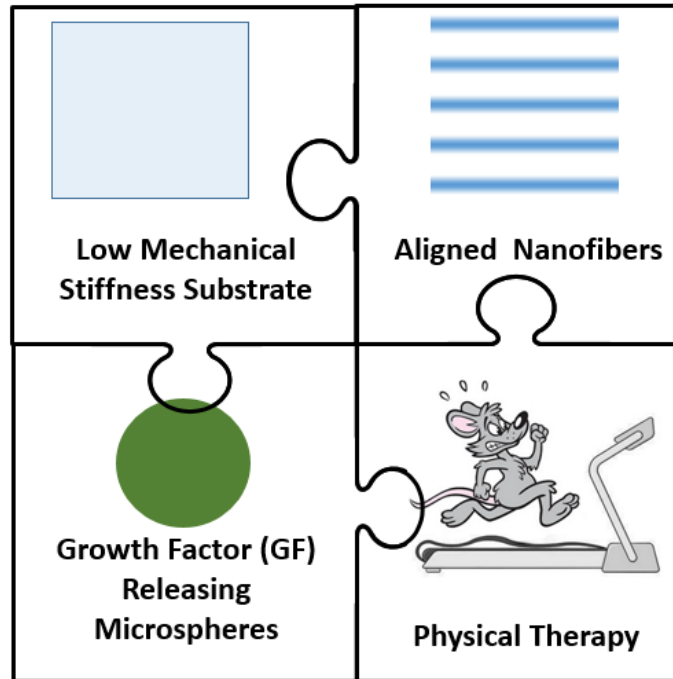 Low Mechanical
Stiffness Substrate
Aligned Nanofibers
Growth Factor (GF)
Releasing
Microspheres
Physical Therapy